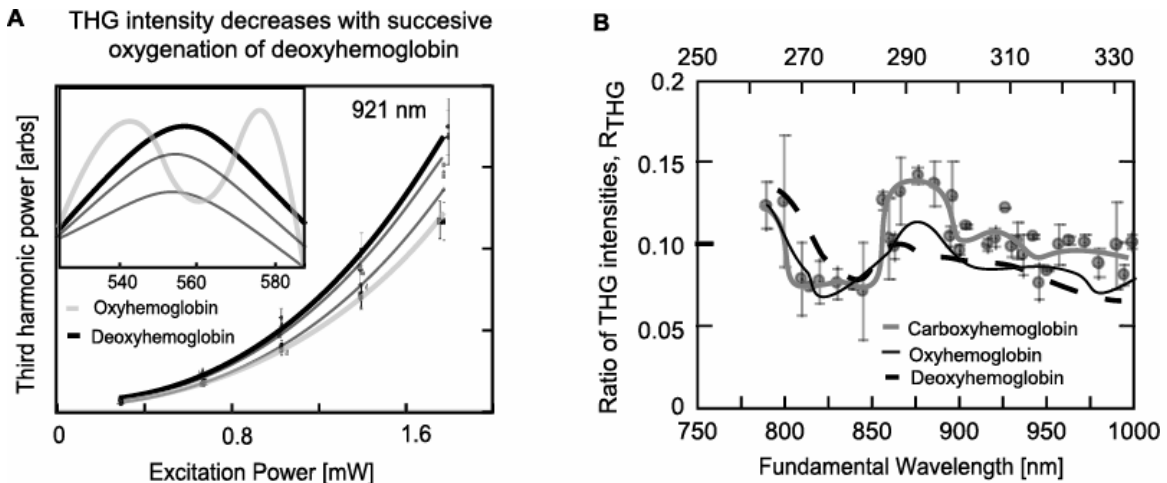 A
THG intensity decreases with succesive
oxygenation of deoxyhemoglobin
921 nm
540 560 580
Oxyhemoglobin
Deoxyhemoglobin
Third harmonic power [arbs]
0 0.8 1.6
Excitation Power [mW]
B
250 270 290 310 330
0.2
0.15
0.10
0.05
0
Ratio of THG intensities, RTHG
Carboxyhemoglobin
Oxyhemoglobin
Deoxyhemoglobin
750 800 850 900 950 1000
Fundamental Wavelength [nm]